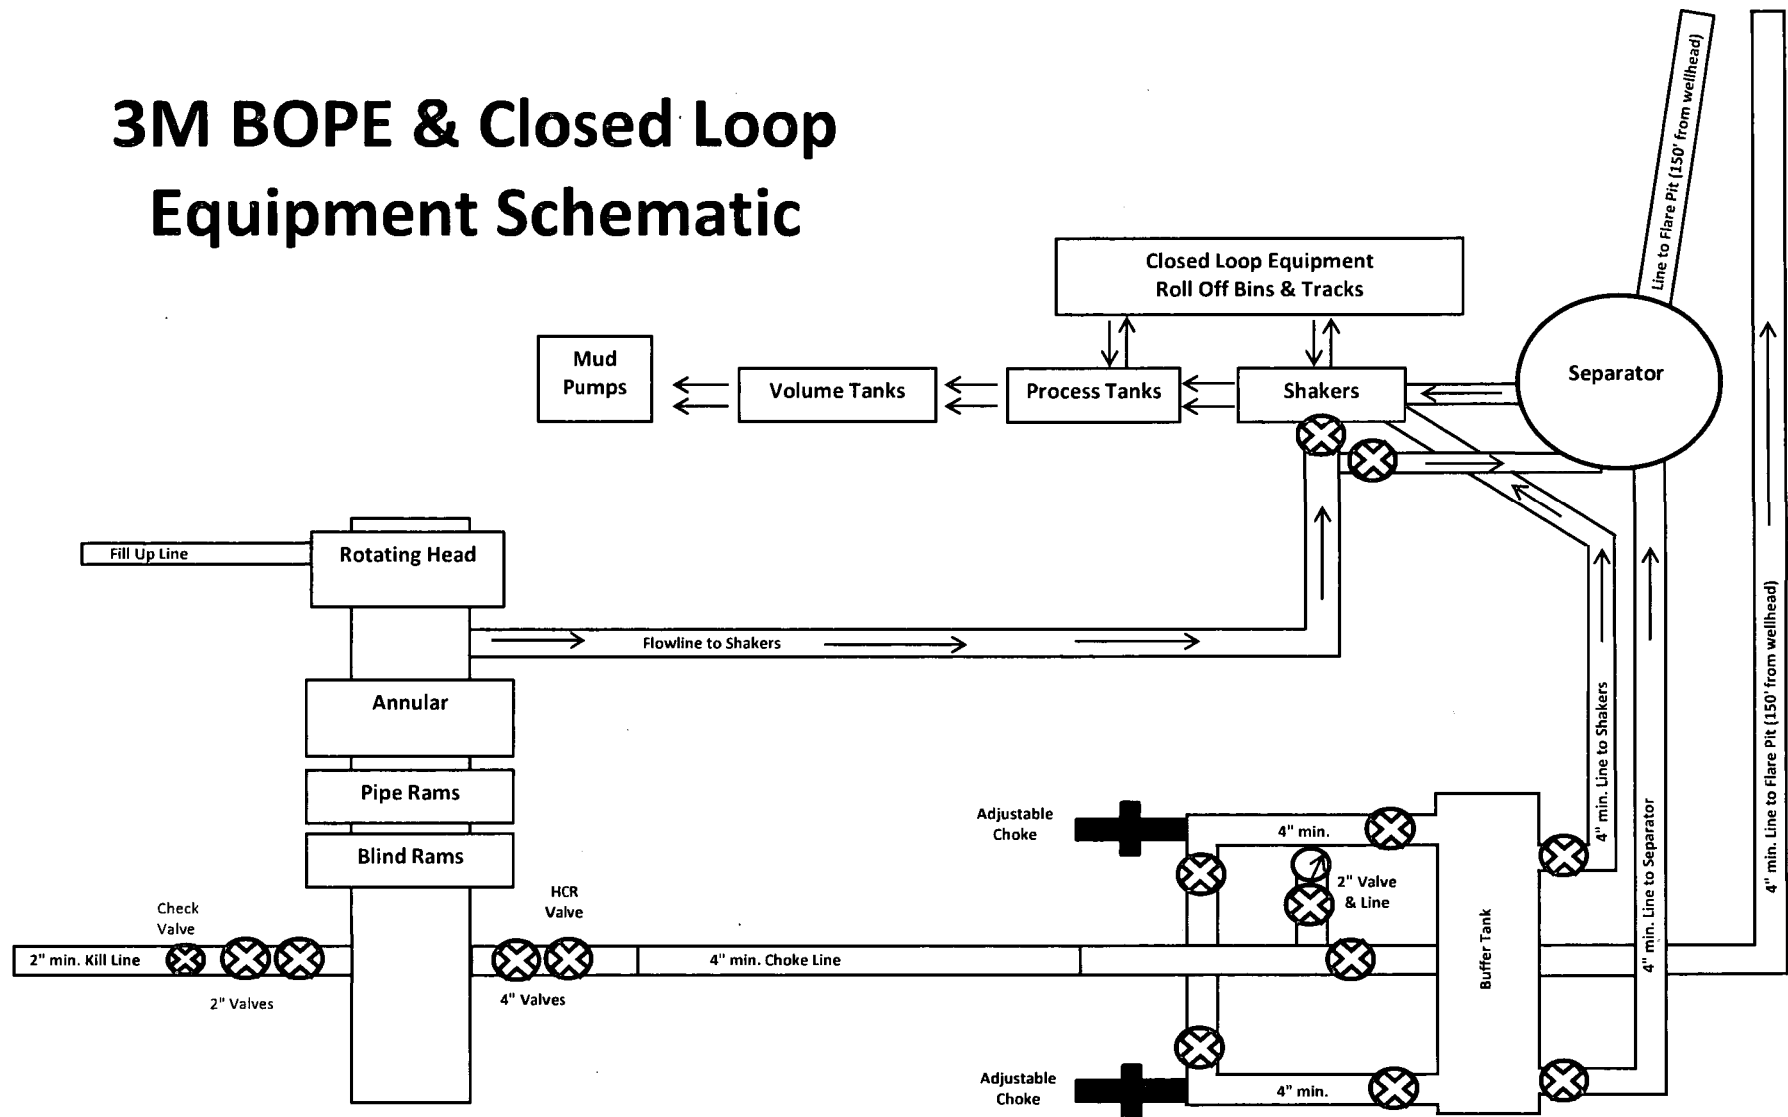 3M BOPE & Closed Loop
Equipment Schematic
Line to Flare Pit (150' from wellhead)
Closed Loop Equipment
Roll Off Bins & Tracks
Mud
Pumps
Volume Tanks
Process Tanks
Shakers
Separator
Fill Up Line
Rotating Head
Flowline to Shakers
Annular
Pipe Rams
Blind Rams
Check
Valve
HCR
Valve
2" min. Kill Line
4" min. Choke Line
2" Valves
4" Valves
Adjustable
Choke
4" min.
2" Valve
& Line
Buffer Tank
Adjustable
Choke
4" min.
4" min. Line to Shakers
4" min. Line to Separator
4" min. Line to Flare Pit (150' from wellhead)